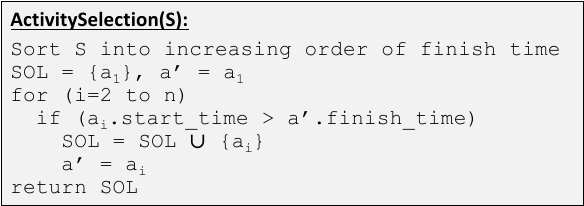 ActivitySelection(S):
Sort S into increasing order of finish time
SOL = {a₁}, a’ = a₁
for (i=2 to n)
if (aᵢ.start_time > a’.finish_time)
SOL = SOL ∪ {aᵢ}
a’ = aᵢ
return SOL